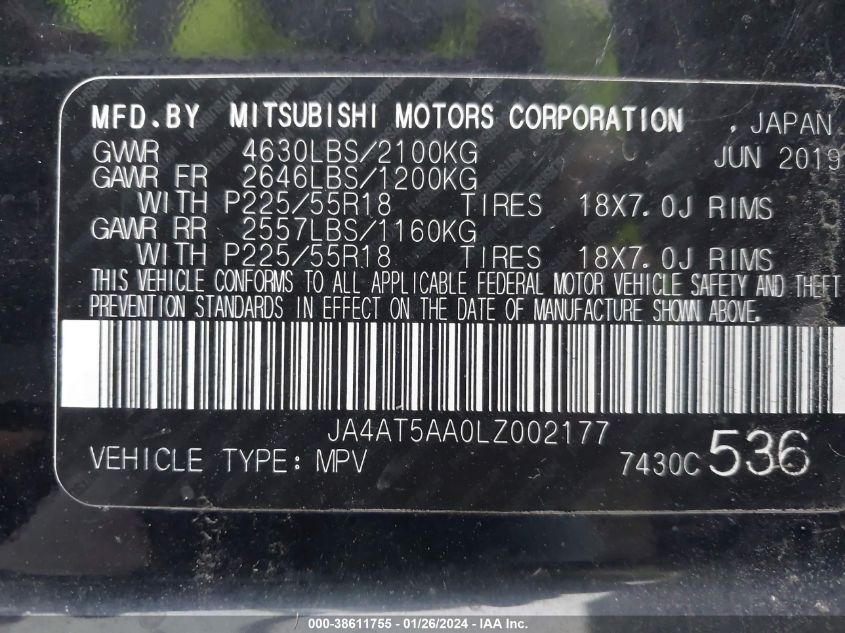 MFD.BY MITSUBISHI MOTORS CORPORATION , JAPAN
GVWR 4630LBS/2100KG JUN 2019
GAWR FR 2646LBS/1200KG
WITH P225/55R18 TIRES 18X7.0J RIMS
GAWR RR 2557LBS/1160KG
WITH P225/55R18 TIRES 18X7.0J RIMS
THIS VEHICLE CONFORMS TO ALL APPLICABLE FEDERAL MOTOR VEHICLE SAFETY AND THEFT
PREVENTION STANDARDS IN EFFECT ON THE DATE OF MANUFACTURE SHOWN ABOVE.
JA4AT5AA0LZ002177
VEHICLE TYPE: MPV 7430C 536
000-38611755 - 01/26/2024 - IAAI.com